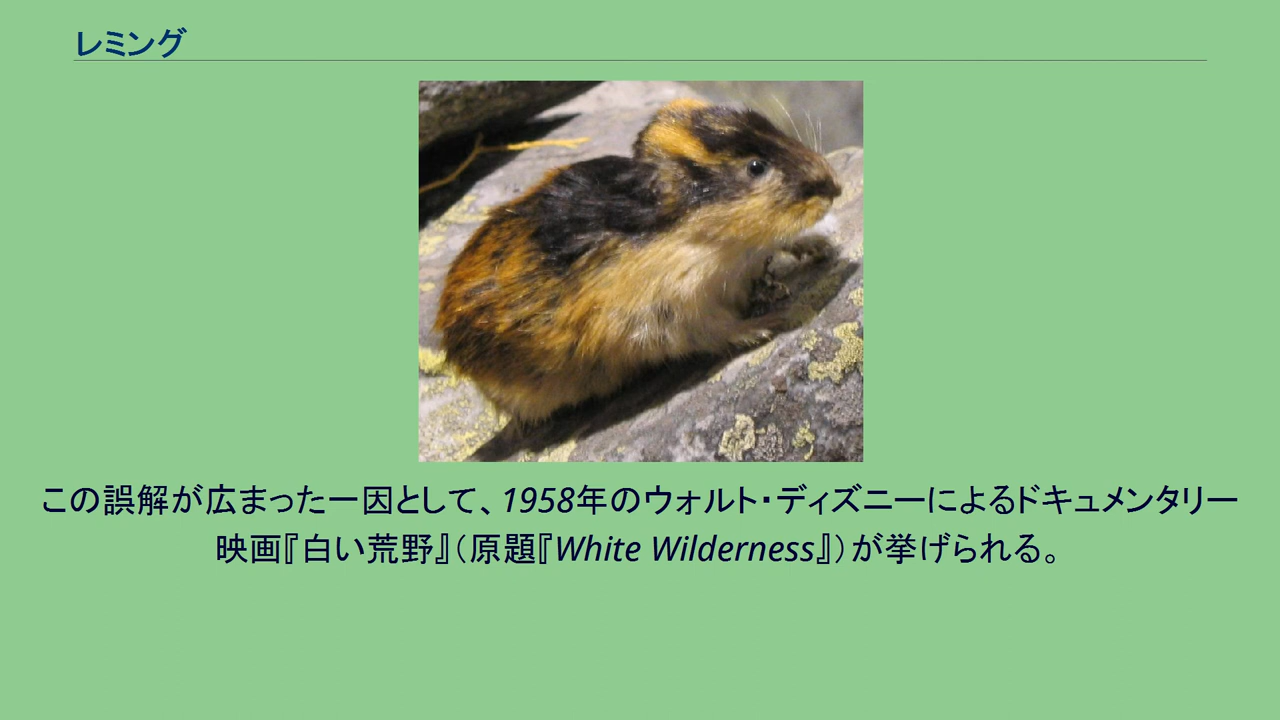 レミング
この誤解が広まった一因として、1958年のウォルト・ディズニーによるドキュメンタリー
映画『白い荒野』（原題『White Wilderness』）が挙げられる。